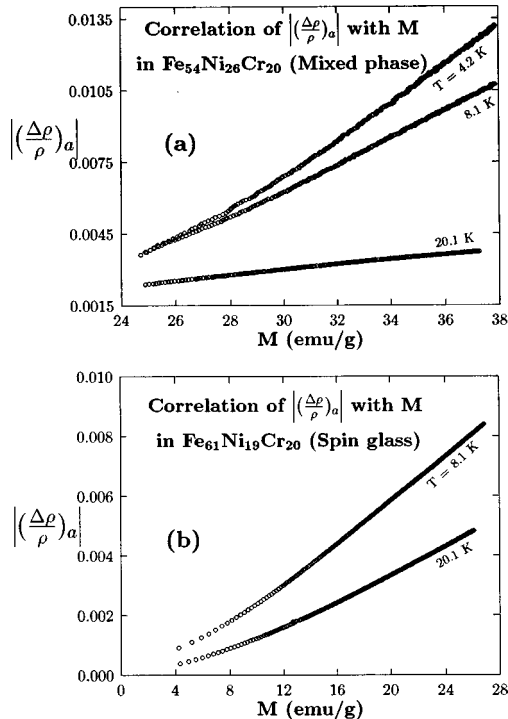 Correlation of |(Δρ/ρ)ₐ| with M
in Fe₅₄Ni₂₆Cr₂₀ (Mixed phase)
0.0135
0.0105
0.0075
0.0045
0.0015
|(Δρ/ρ)ₐ|
(a)
T = 4.2 K
8.1 K
20.1 K
24 26 28 30 32 34 36 38
M (emu/g)
Correlation of |(Δρ/ρ)ₐ| with M
in Fe₆₁Ni₁₉Cr₂₀ (Spin glass)
0.010
0.008
0.006
0.004
0.002
0.000
|(Δρ/ρ)ₐ|
(b)
T = 8.1 K
20.1 K
0 4 8 12 16 20 24 28
M (emu/g)